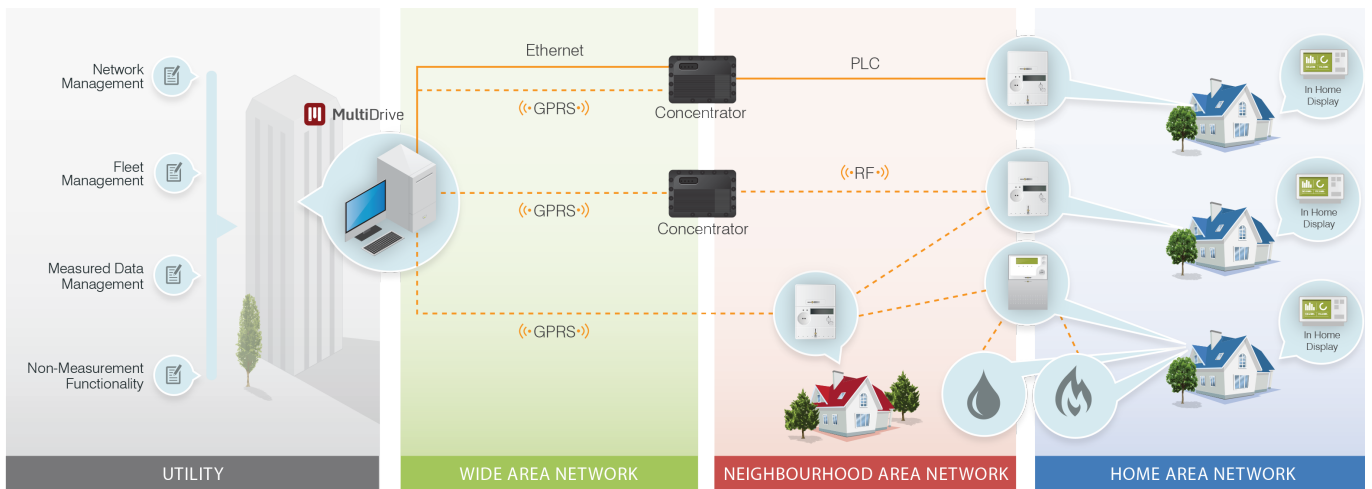 Network
Management
Fleet
Management
Measured Data
Management
Non-Measurement
Functionality
MultiDrive
UTILITY
Ethernet
((•GPRS•))
Concentrator
((•GPRS•))
Concentrator
((•GPRS•))
WIDE AREA NETWORK
PLC
((•RF•))
NEIGHBOURHOOD AREA NETWORK
In Home
Display
In Home
Display
In Home
Display
HOME AREA NETWORK